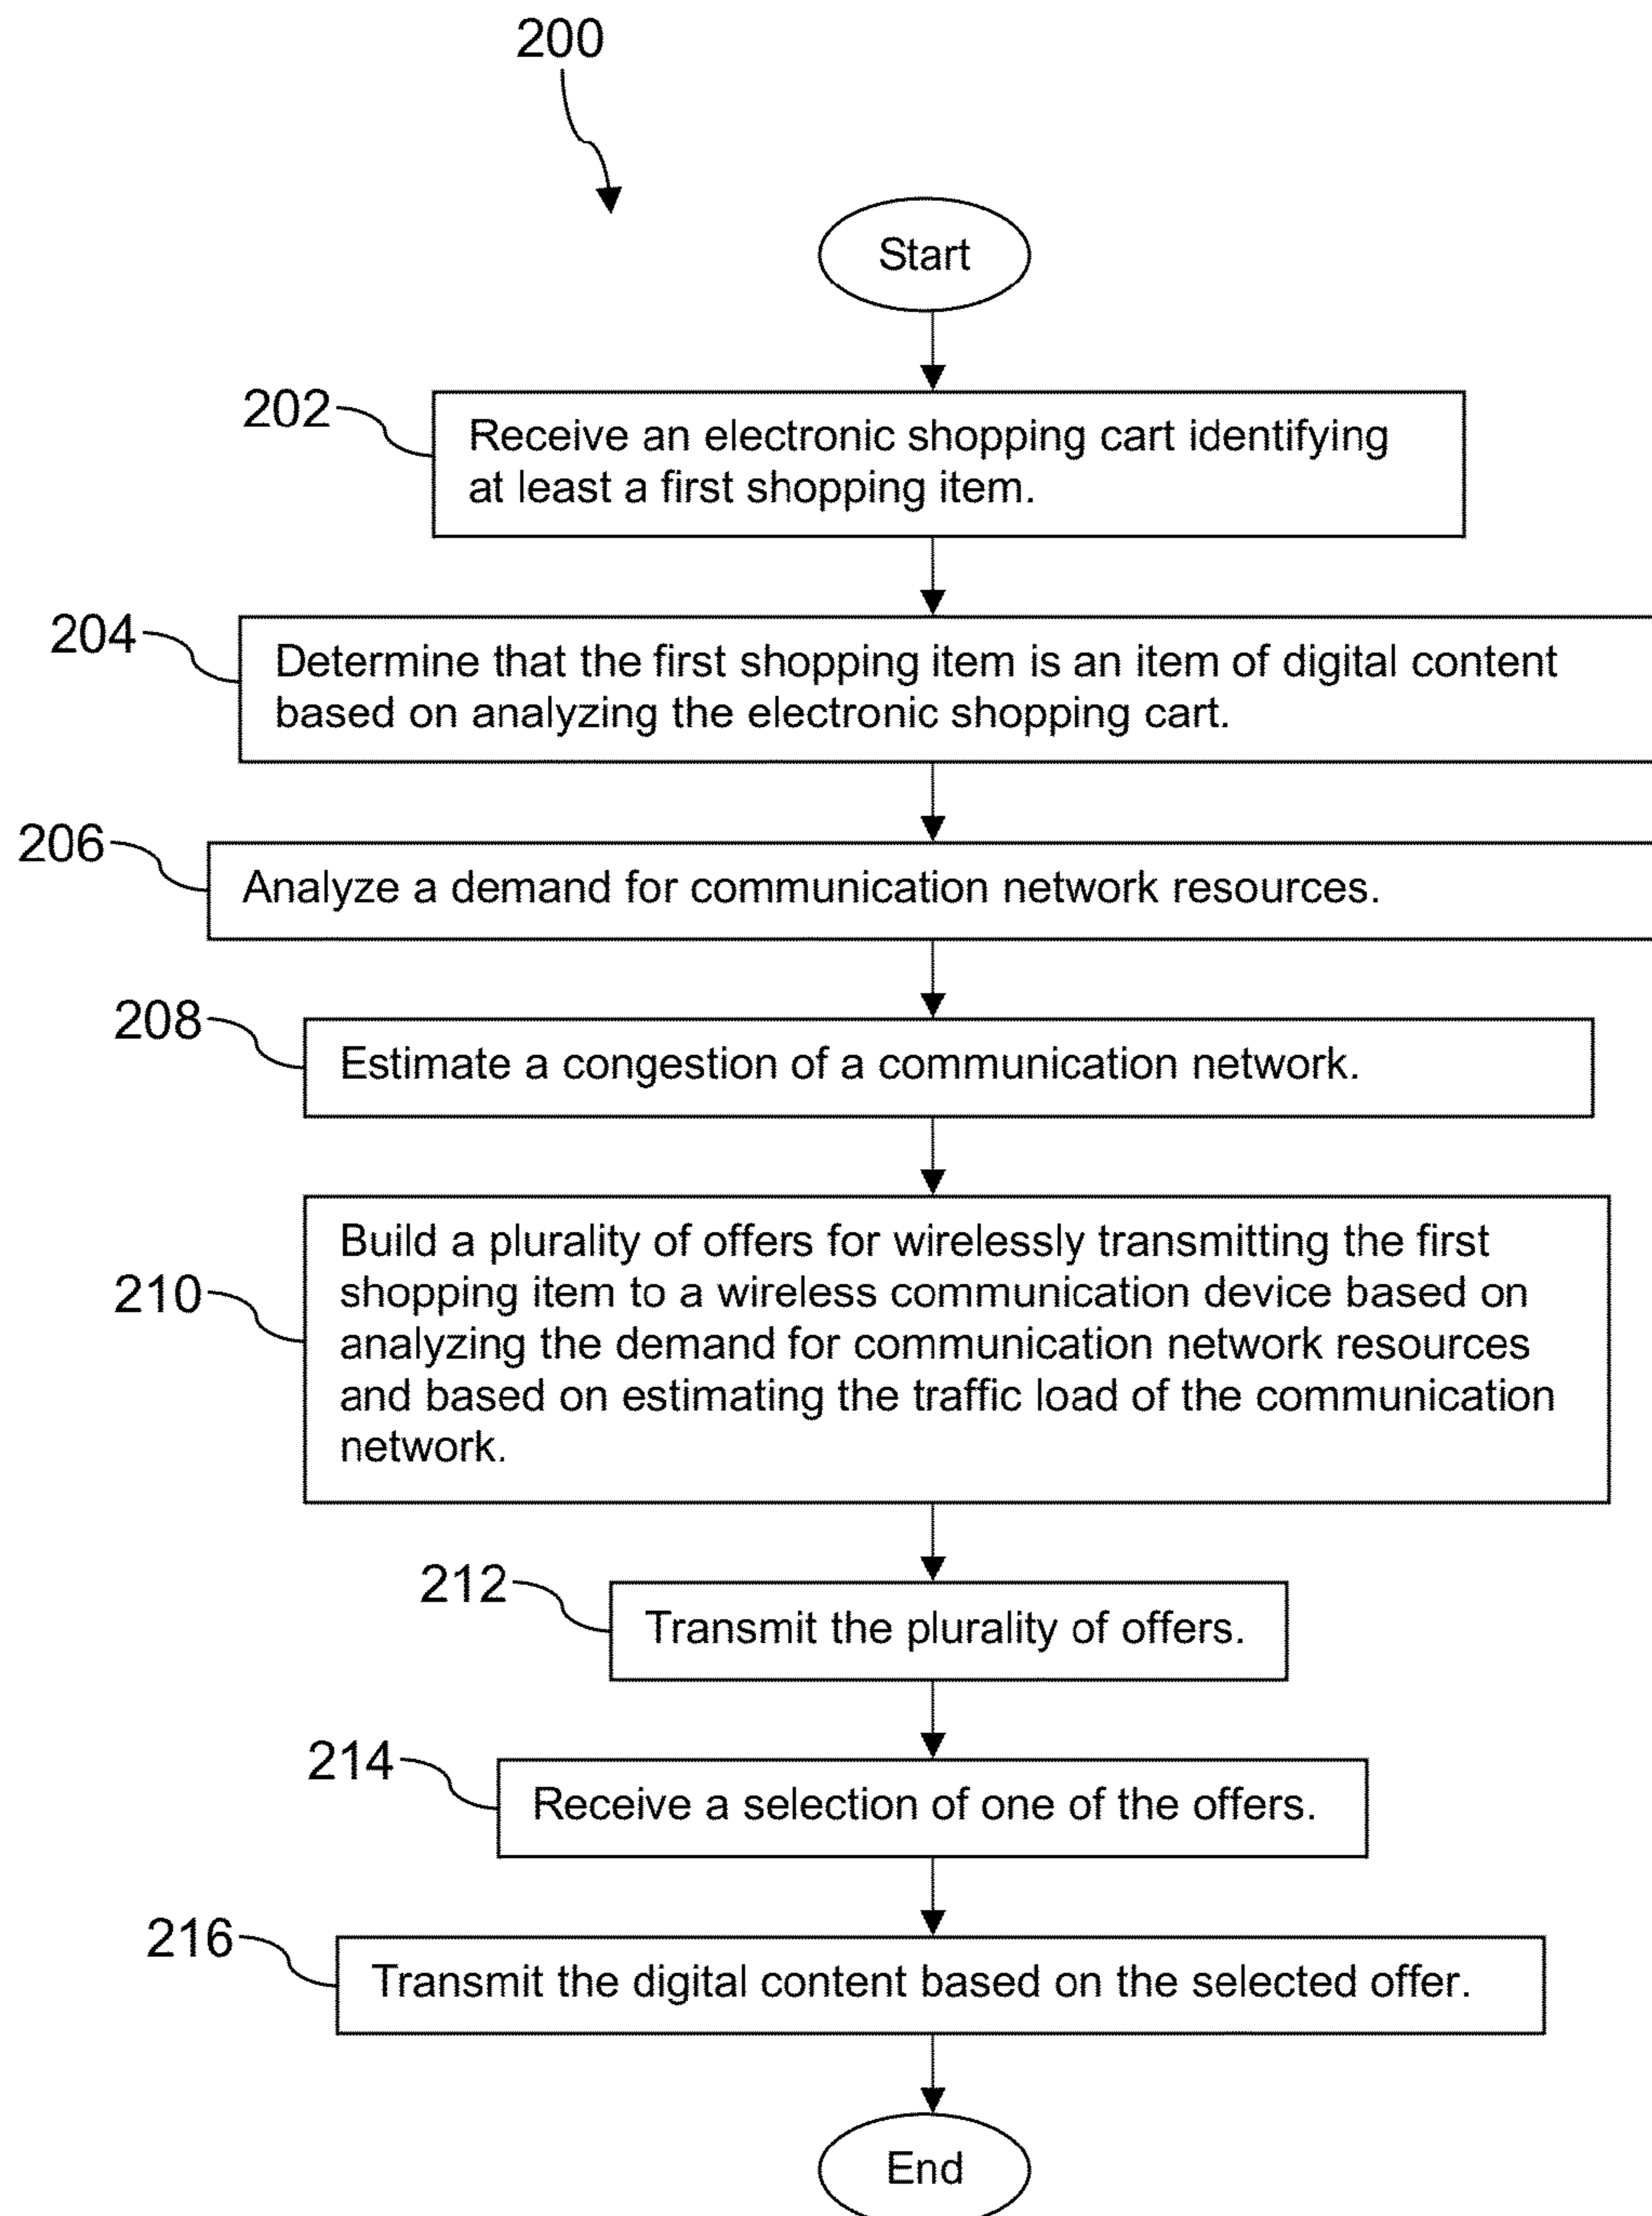 200
Start
202
Receive an electronic shopping cart identifying
at least a first shopping item.
204
Determine that the first shopping item is an item of digital content
based on analyzing the electronic shopping cart.
206
Analyze a demand for communication network resources.
208
Estimate a congestion of a communication network.
210
Build a plurality of offers for wirelessly transmitting the first
shopping item to a wireless communication device based on
analyzing the demand for communication network resources
and based on estimating the traffic load of the communication
network.
212
Transmit the plurality of offers.
214
Receive a selection of one of the offers.
216
Transmit the digital content based on the selected offer.
End